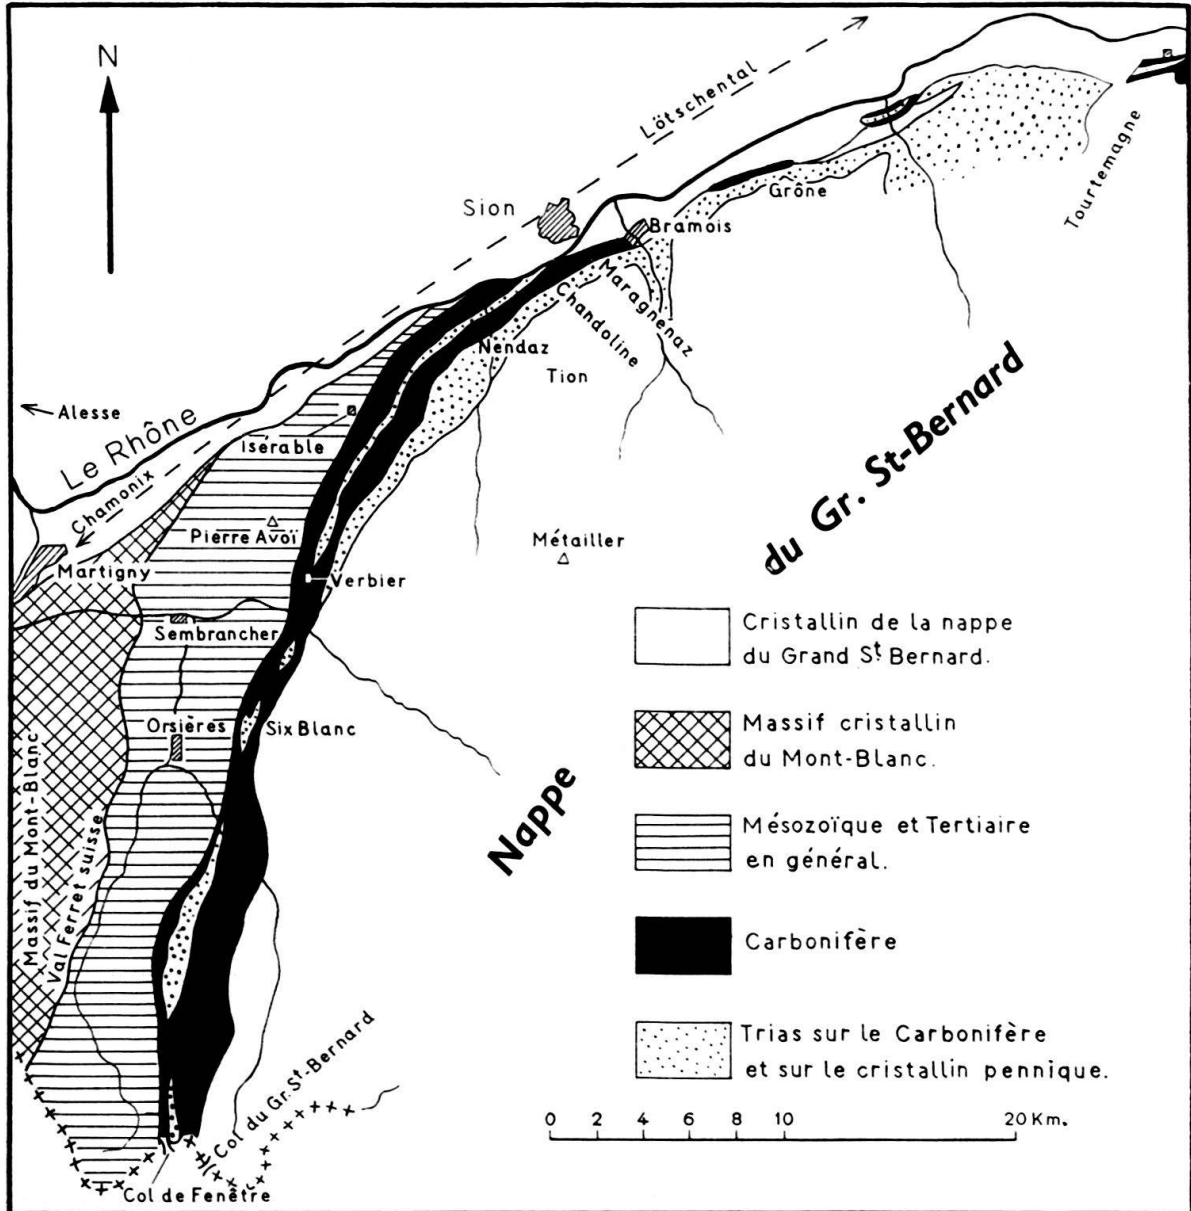 N
Lötschental
Tourtemagne
Grône
Sion
Bramois
Maragnénaz
Chandoline
Nendaz
Tion
Alesse
Le Rhône
Chamonix
Isérable
Pierre Avoï
Métailler
Martigny
Verbier
Sembrancher
Orsières
Six Blanc
Massif du Mont-Blanc
Val Ferret suisse
Nappe
du Gr. St-Bernard
Col du Gr. St-Bernard
Col de Fenêtre
Cristallin de la nappe
du Grand St. Bernard.
Massif cristallin
du Mont-Blanc.
Mésozoïque et Tertiaire
en général.
Carbonifère
Trias sur le Carbonifère
et sur le cristallin pennique.
0 2 4 6 8 10 20 Km.